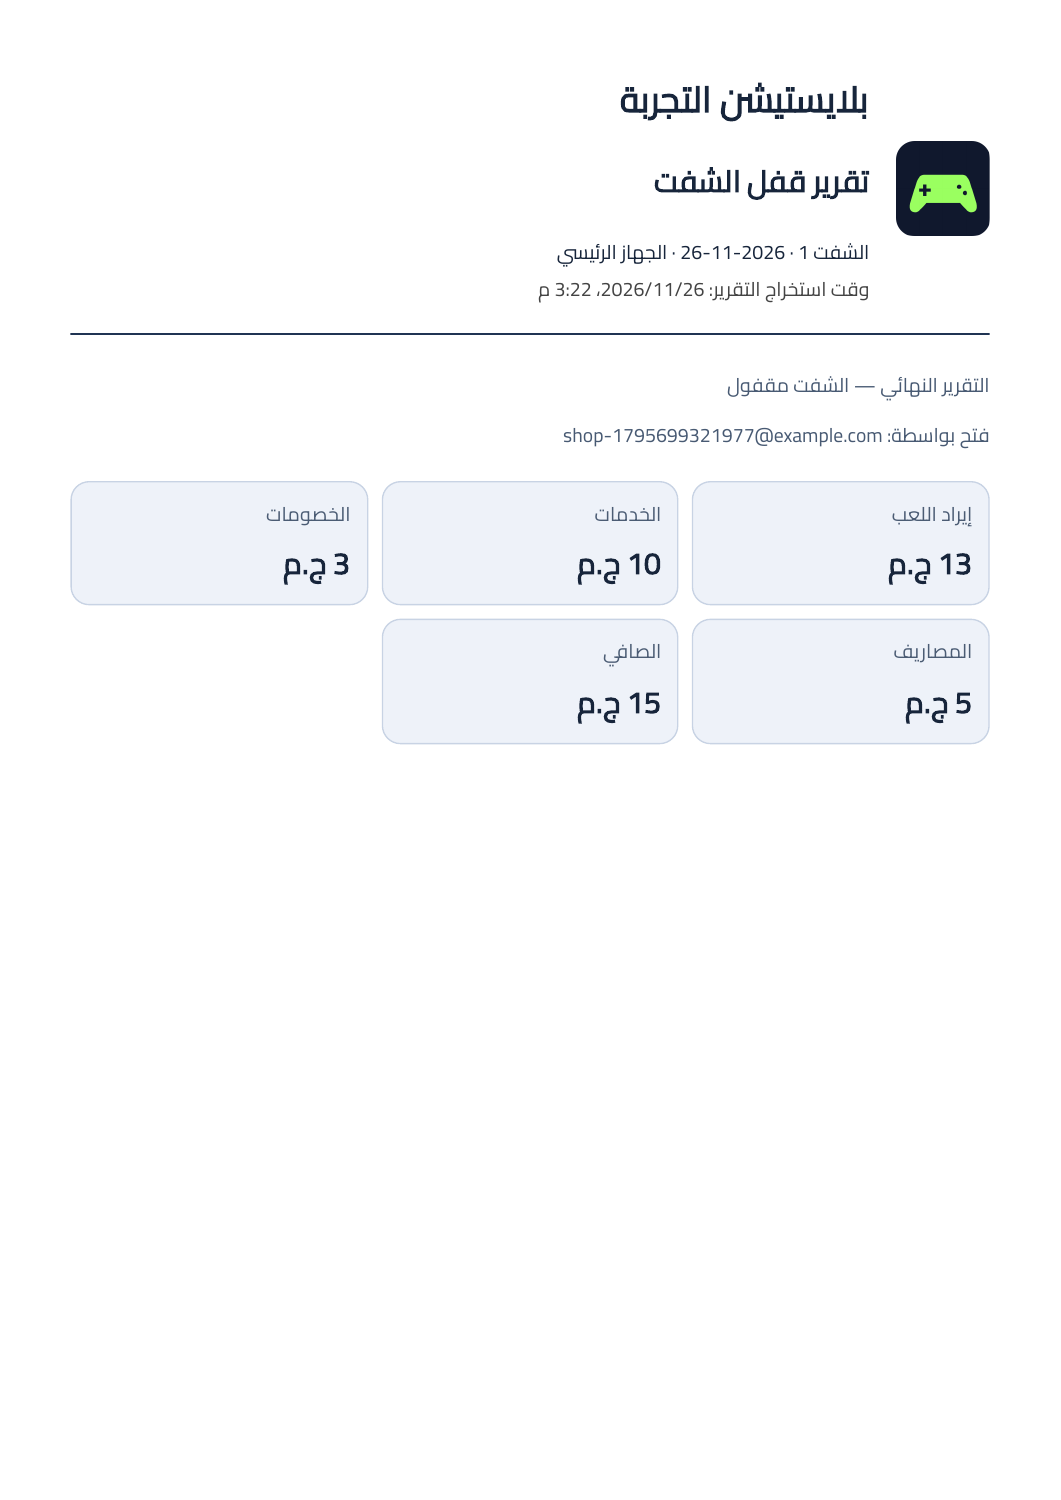 بلايستيشن التجربة
تقرير قفل الشفت
الشفت 1 · 2026-11-26 · الجهاز الرئيسي
وقت استخراج التقرير: 2026/11/26، 3:22 م
التقرير النهائي — الشفت مقفول
فتح بواسطة: shop-1795699321977@example.com
إيراد اللعب
13 ج.م
الخدمات
10 ج.م
الخصومات
3 ج.م
المصاريف
5 ج.م
الصافي
15 ج.م